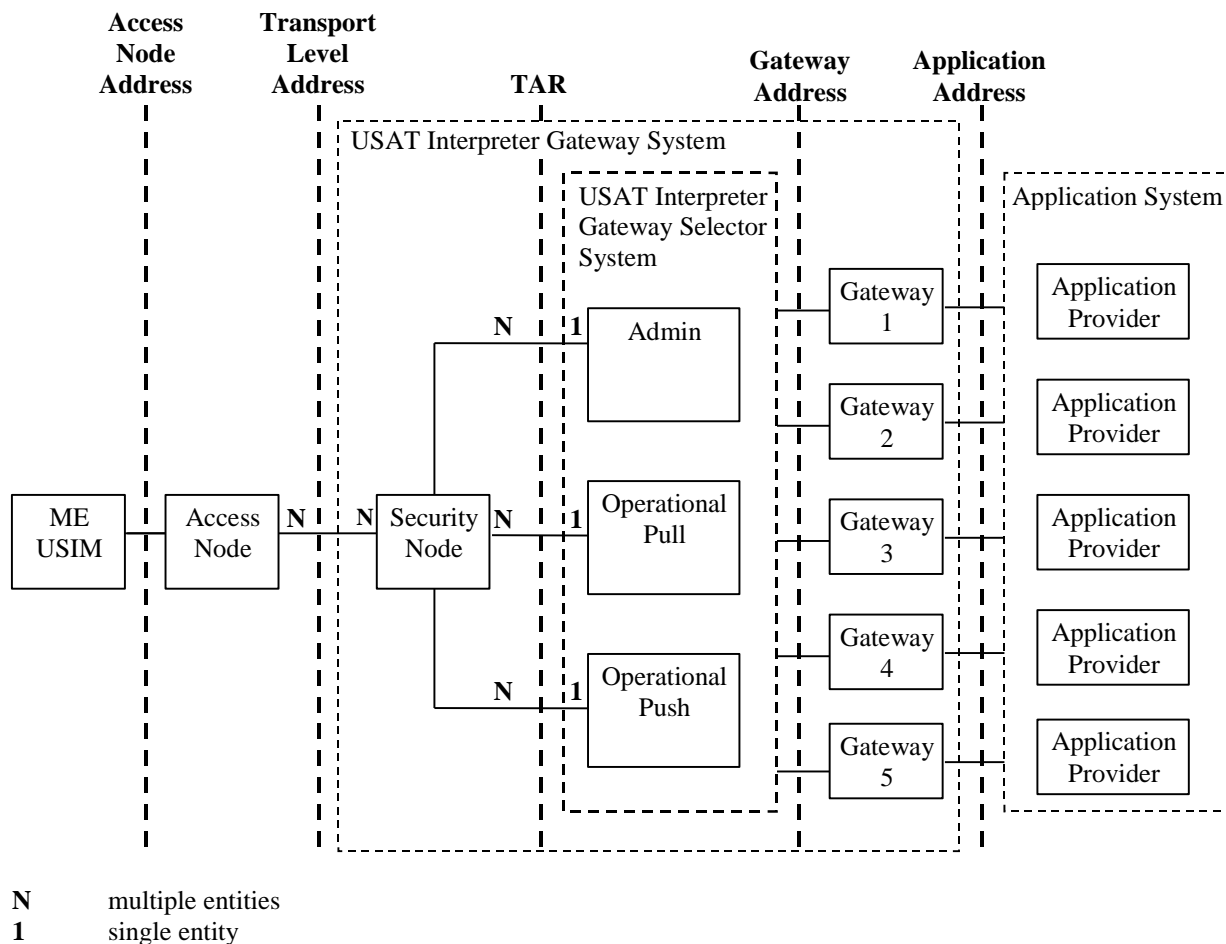 Access
Node
Address
Transport
Level
Address
TAR
Gateway
Address
Application
Address
USAT Interpreter Gateway System
USAT Interpreter
Gateway Selector
System
Application System
Admin
Operational
Pull
Operational
Push
ME
USIM
Access
Node
Security
Node
N
N
N
1
N
1
N
1
Gateway
1
Gateway
2
Gateway
3
Gateway
4
Gateway
5
Application
Provider
Application
Provider
Application
Provider
Application
Provider
Application
Provider
N multiple entities
1 single entity